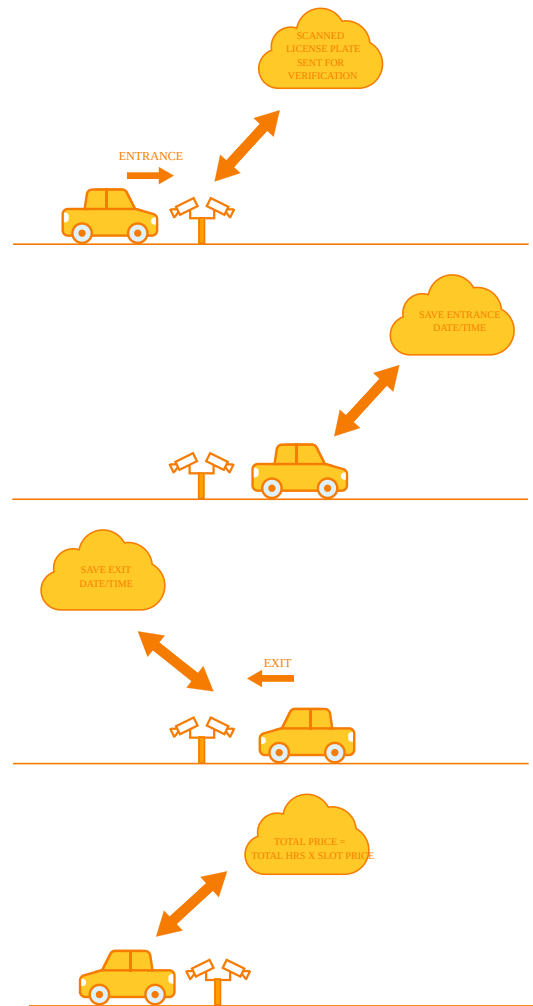 SCANNED
LICENSE PLATE
SENT FOR
VERIFICATION
ENTRANCE
SAVE ENTRANCE
DATE/TIME
SAVE EXIT
DATE/TIME
EXIT
TOTAL PRICE =
TOTAL HRS X SLOT PRICE